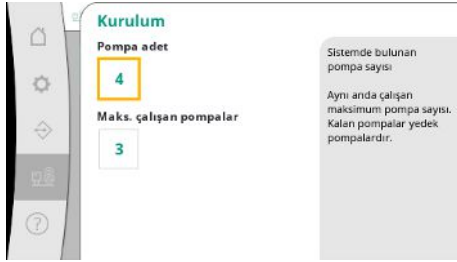 Kurulum
Pompa adet
4
Maks. çalışan pompalar
3
Sistemde bulunan
pompa sayısı
Aynı anda çalışan
maksimum pompa sayısı.
Kalan pompalar yedek
pompalardır.
?